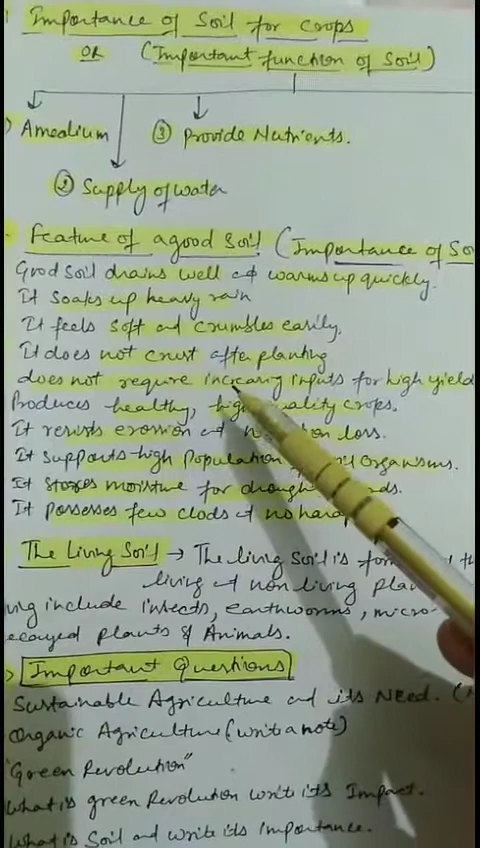 Importance of Soil for crops
OR (Important function of Soil)
Amedium
③ Provide Nutrients.
② Supply of water
Feature of a good Soil (Importance of So
Good Soil drains well & warms up quickly.
It Soaks up heavy rain
It feels Soft and crumbles easily.
It does not crust after planting
does not require increasing inputs for high yield
Produces healthy, high quality crops.
It resists erosion & loss.
It Supports high Population Organisms.
It Stores moisture for
It Possesses few clods & no
The Living Soil → The living Soil is
living & non living
include insects, earthworms, micro-
ecayed plants & Animals.
Important Questions
Sustainable Agriculture and its Need.
Organic Agriculture (write a note)
"Green Revolution"
What is green Revolution writ its Impact.
What is Soil and write its Importance.